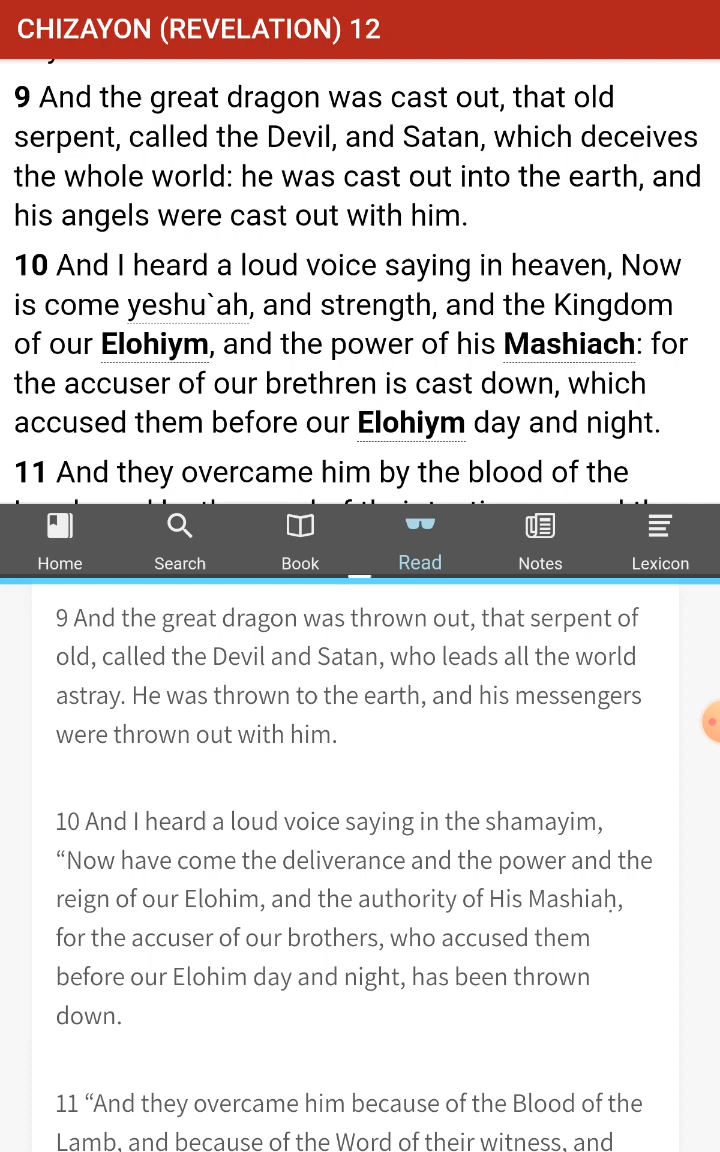 CHIZAYON (REVELATION) 12
9 And the great dragon was cast out, that old
serpent, called the Devil, and Satan, which deceives
the whole world: he was cast out into the earth, and
his angels were cast out with him.
10 And I heard a loud voice saying in heaven, Now
is come yeshu`ah, and strength, and the Kingdom
of our Elohiym, and the power of his Mashiach: for
the accuser of our brethren is cast down, which
accused them before our Elohiym day and night.
11 And they overcame him by the blood of the
Home Search Book Read Notes Lexicon
9 And the great dragon was thrown out, that serpent of
old, called the Devil and Satan, who leads all the world
astray. He was thrown to the earth, and his messengers
were thrown out with him.
10 And I heard a loud voice saying in the shamayim,
“Now have come the deliverance and the power and the
reign of our Elohim, and the authority of His Mashiaḥ,
for the accuser of our brothers, who accused them
before our Elohim day and night, has been thrown
down.
11 “And they overcame him because of the Blood of the
Lamb, and because of the Word of their witness, and